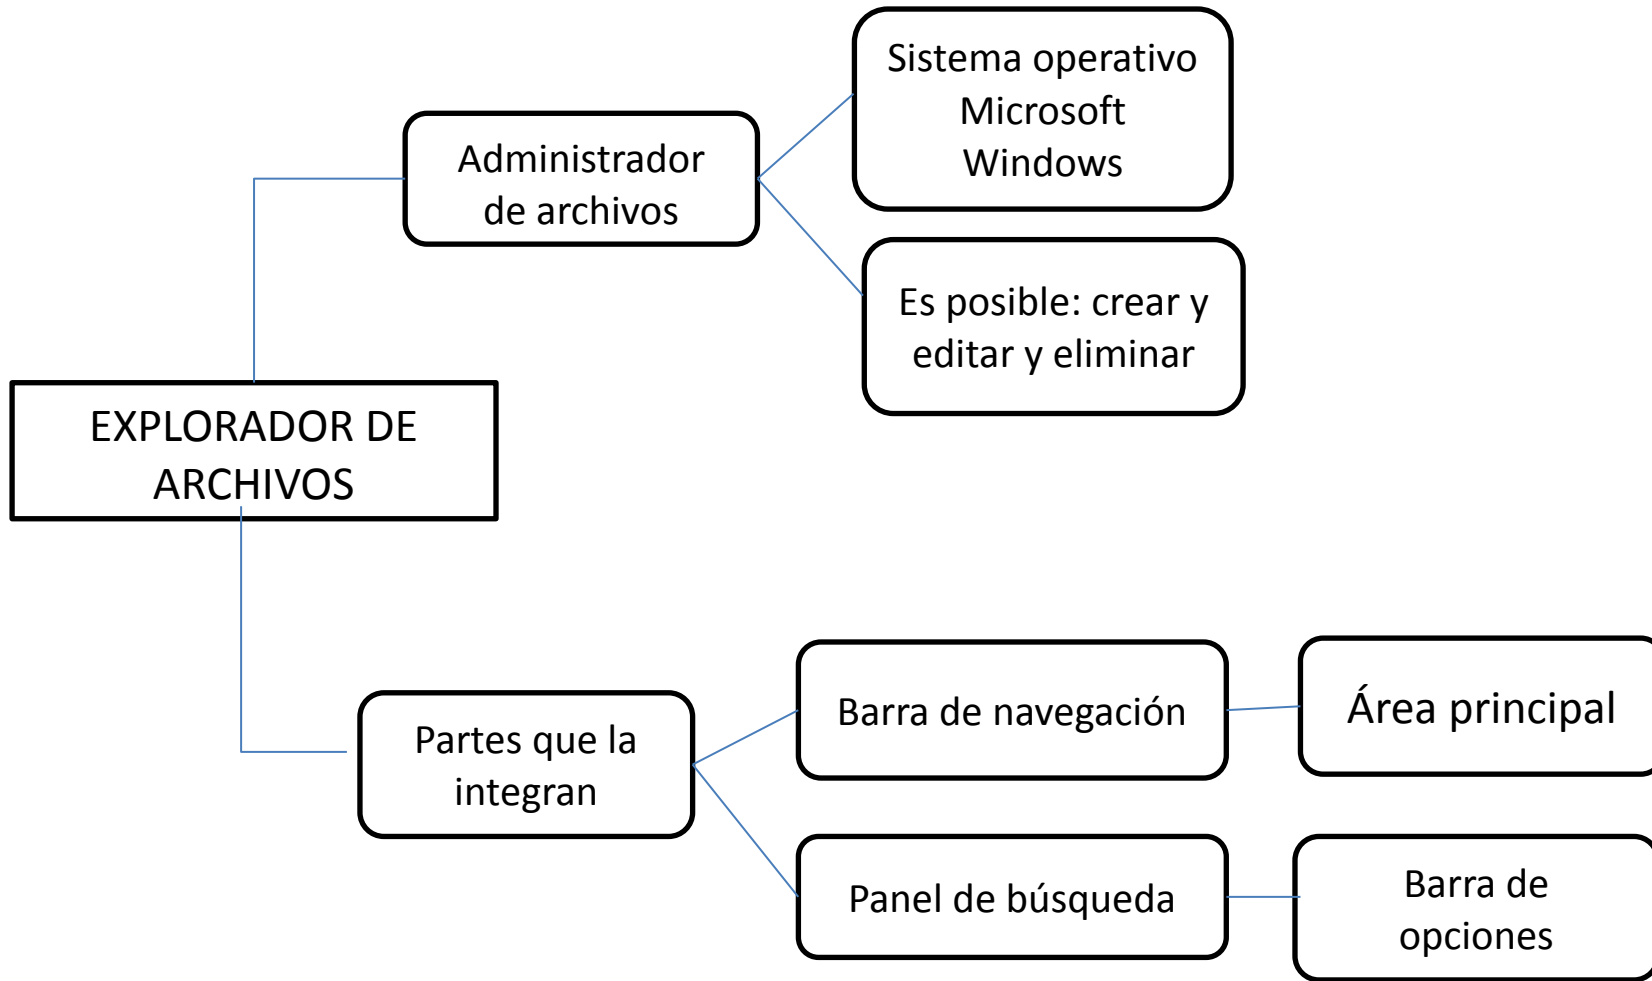 Sistema operativo
Microsoft
Windows
Administrador
de archivos
Es posible: crear y
editar y eliminar
EXPLORADOR DE
ARCHIVOS
Partes que la
integran
Barra de navegación
Área principal
Panel de búsqueda
Barra de
opciones